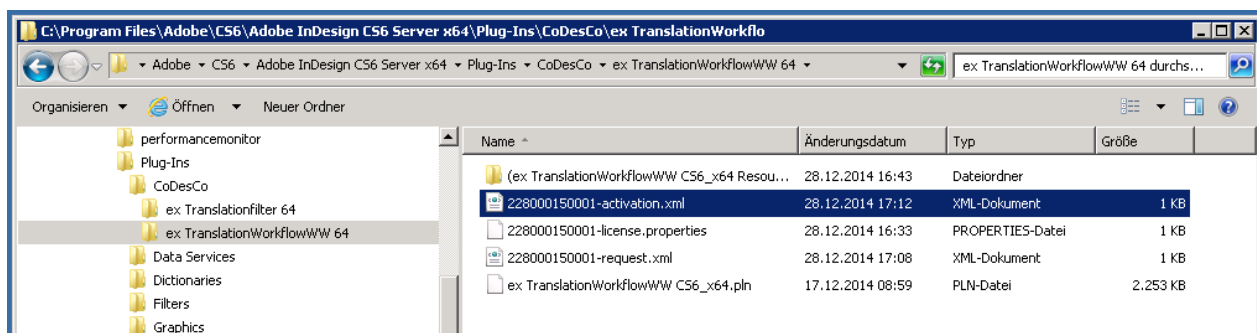 C:\Program Files\Adobe\CS6\Adobe InDesign CS6 Server x64\Plug-Ins\CoDesCo\ex TranslationWorkflo
Adobe CS6 Adobe InDesign CS6 Server x64 Plug-Ins CoDesCo ex TranslationWorkflowWW 64 ex TranslationWorkflowWW 64 durchs...
Organisieren Öffnen Neuer Ordner
performancemonitor
Plug-Ins
CoDesCo
ex Translationfilter 64
ex TranslationWorkflowWW 64
Data Services
Dictionaries
Filters
Graphics
Name Änderungsdatum Typ Größe
(ex TranslationWorkflowWW CS6_x64 Resou... 28.12.2014 16:43 Dateiordner
228000150001-activation.xml 28.12.2014 17:12 XML-Dokument 1 KB
228000150001-license.properties 28.12.2014 16:33 PROPERTIES-Datei 1 KB
228000150001-request.xml 28.12.2014 17:08 XML-Dokument 1 KB
ex TranslationWorkflowWW CS6_x64.pln 17.12.2014 08:59 PLN-Datei 2.253 KB